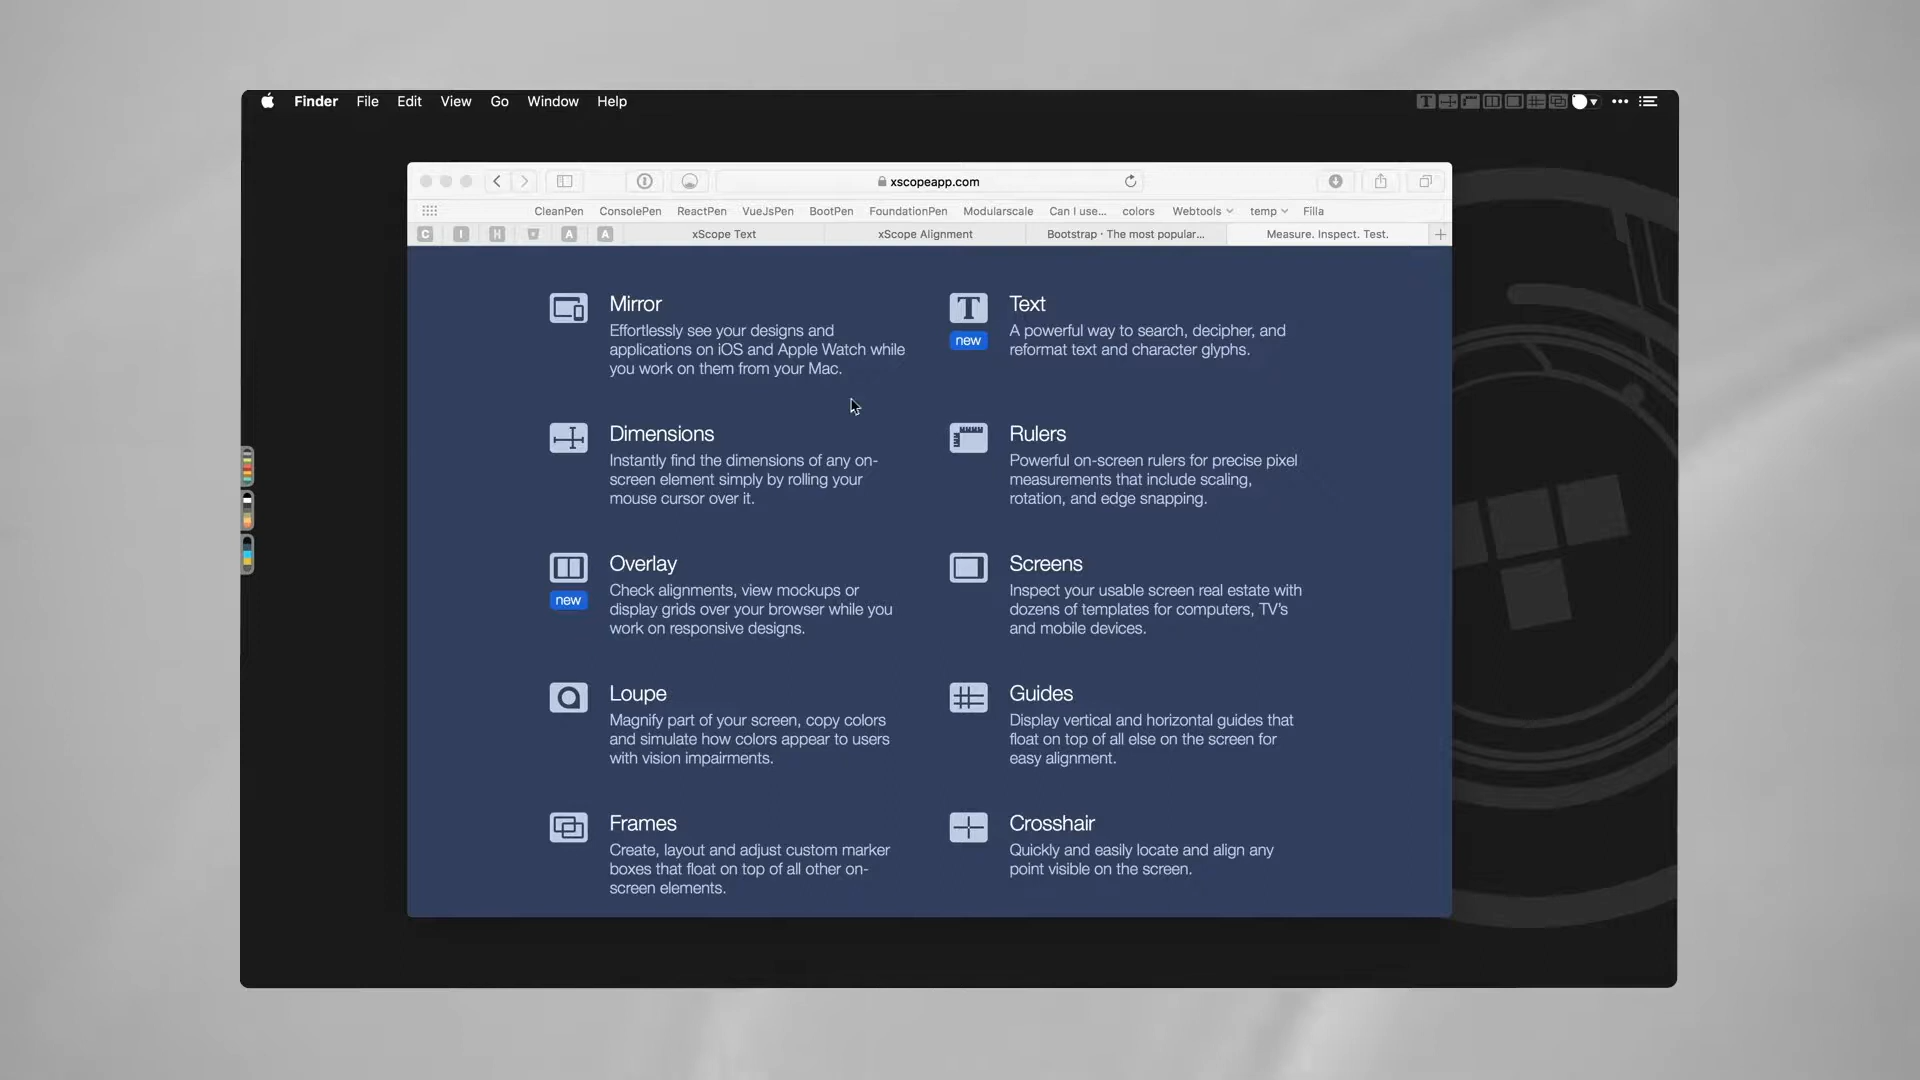 Finder File Edit View Go Window Help
xscopeapp.com
CleanPen ConsolePen ReactPen VueJsPen BootPen FoundationPen Modularscale Can I use... colors Webtools temp Filla
C I H A A xScope Text xScope Alignment Bootstrap · The most popular... Measure. Inspect. Test.
Mirror
Effortlessly see your designs and
applications on iOS and Apple Watch while
you work on them from your Mac.
T
new
Text
A powerful way to search, decipher, and
reformat text and character glyphs.
Dimensions
Instantly find the dimensions of any on-
screen element simply by rolling your
mouse cursor over it.
Rulers
Powerful on-screen rulers for precise pixel
measurements that include scaling,
rotation, and edge snapping.
new
Overlay
Check alignments, view mockups or
display grids over your browser while you
work on responsive designs.
Screens
Inspect your usable screen real estate with
dozens of templates for computers, TV's
and mobile devices.
Loupe
Magnify part of your screen, copy colors
and simulate how colors appear to users
with vision impairments.
Guides
Display vertical and horizontal guides that
float on top of all else on the screen for
easy alignment.
Frames
Create, layout and adjust custom marker
boxes that float on top of all other on-
screen elements.
Crosshair
Quickly and easily locate and align any
point visible on the screen.